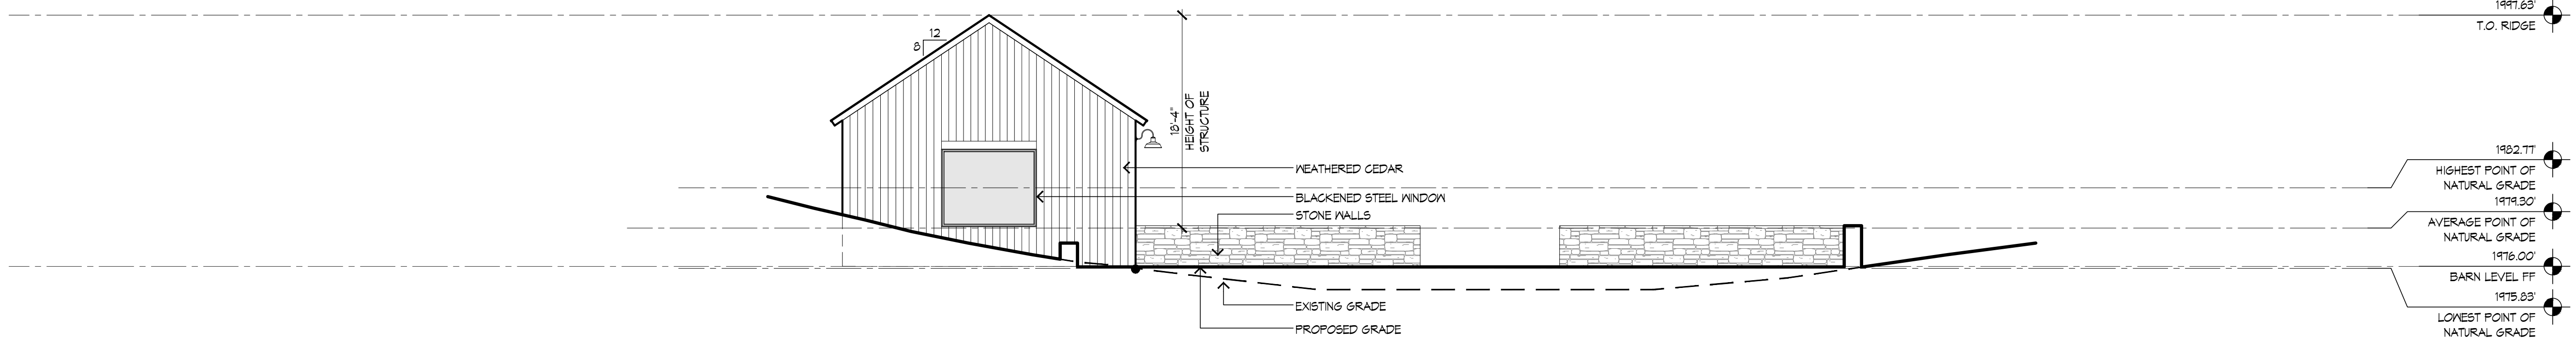 1997.63'
T.O. RIDGE
12
8
18'-4"
HEIGHT OF
STRUCTURE
WEATHERED CEDAR
BLACKENED STEEL WINDOW
STONE WALLS
EXISTING GRADE
PROPOSED GRADE
1982.77'
HIGHEST POINT OF
NATURAL GRADE
1979.30'
AVERAGE POINT OF
NATURAL GRADE
1976.00'
BARN LEVEL FF
1975.83'
LOWEST POINT OF
NATURAL GRADE